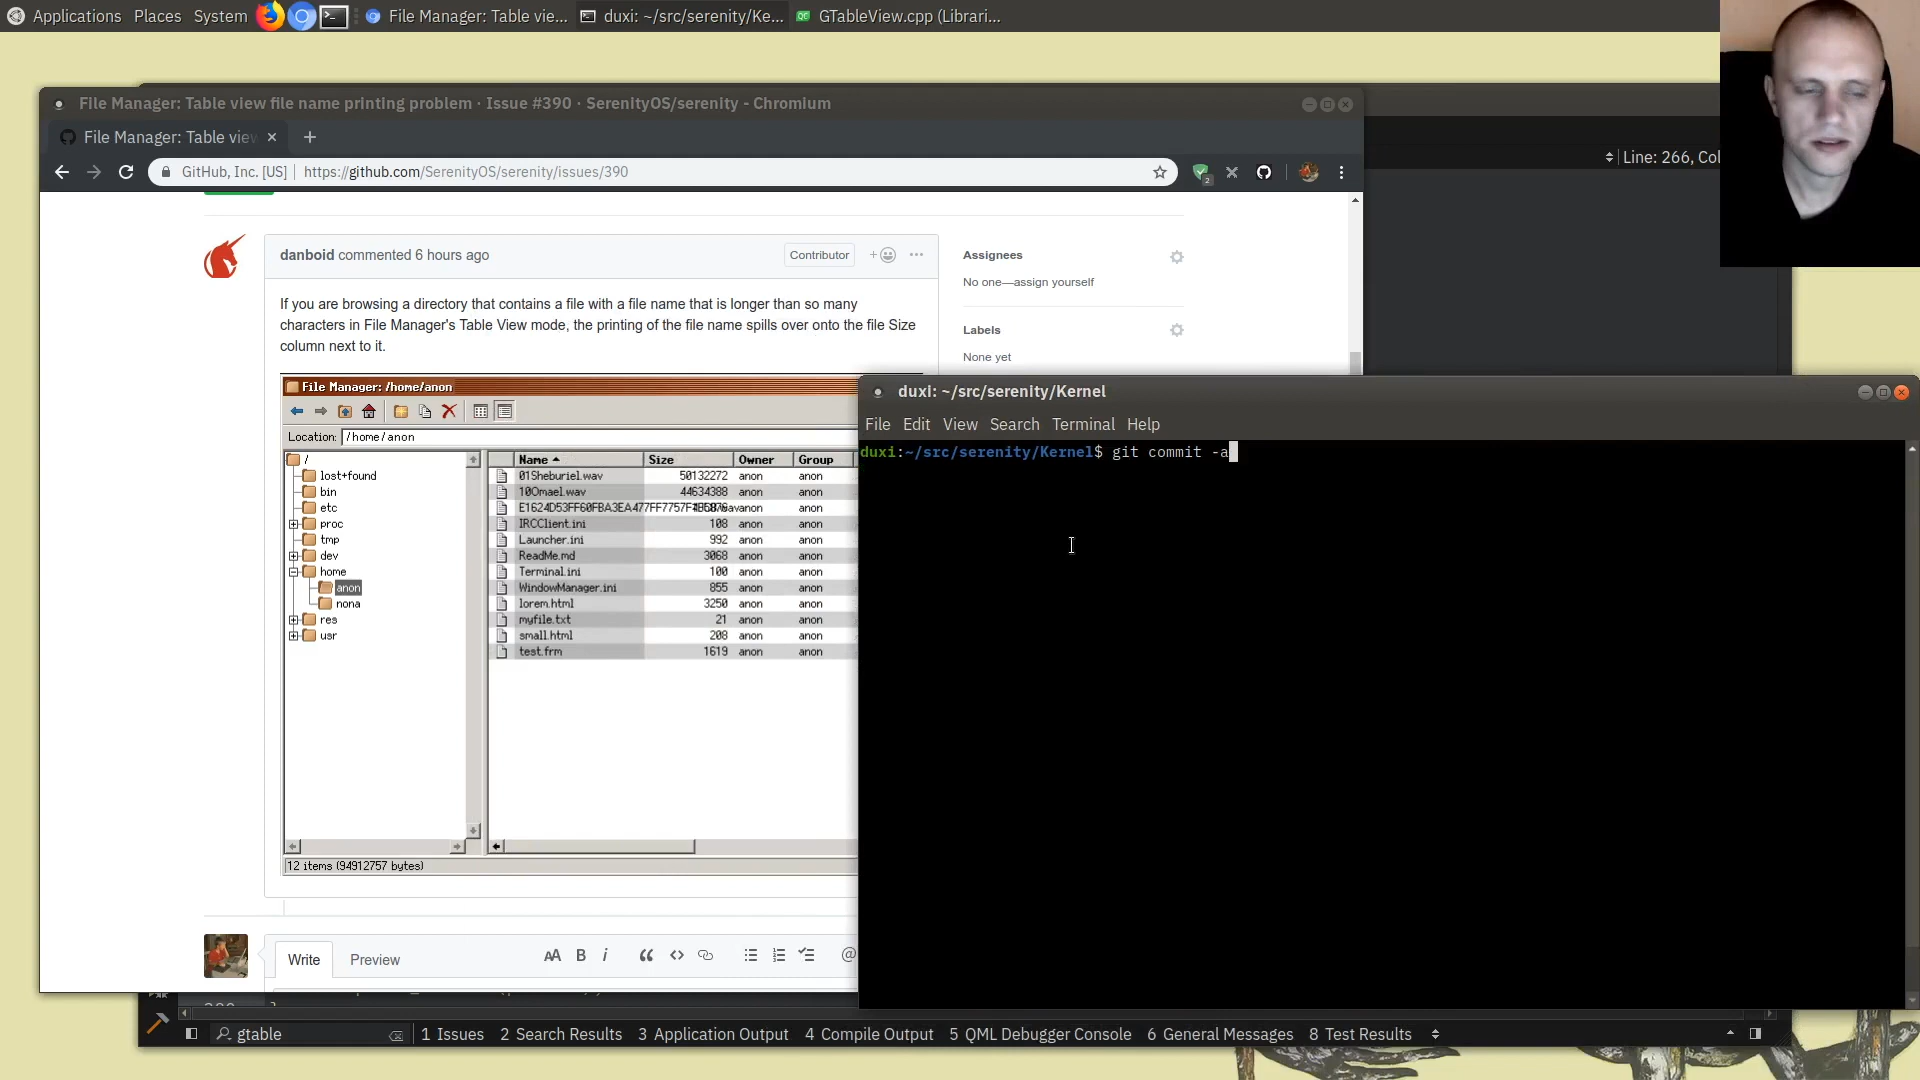 Applications Places System
File Manager: Table vie...
duxi: ~/src/serenity/Ke...
GTableView.cpp (Librari...
File Manager: Table view file name printing problem · Issue #390 · SerenityOS/serenity - Chromium
File Manager: Table view
GitHub, Inc. [US] | https://github.com/SerenityOS/serenity/issues/390
2
Line: 266, Col
danboid commented 6 hours ago
Contributor
If you are browsing a directory that contains a file with a file name that is longer than so many
characters in File Manager's Table View mode, the printing of the file name spills over onto the file Size
column next to it.
Assignees
No one—assign yourself
Labels
None yet
File Manager: /home/anon
Location: /home/anon
/
lost+found
bin
etc
proc
tmp
dev
home
anon
nona
res
usr
Name Size Owner Group
01Sheburiel.wav 50132272 anon anon
10Omael.wav 44634388 anon anon
anon anon
IRCClient.ini 108 anon anon
Launcher.ini 992 anon anon
ReadMe.md 3068 anon anon
Terminal.ini 100 anon anon
WindowManager.ini 855 anon anon
lorem.html 3250 anon anon
myfile.txt 21 anon anon
small.html 208 anon anon
test.frm 1619 anon anon
12 items (94912757 bytes)
Write Preview
AA B i
@
duxi: ~/src/serenity/Kernel
File Edit View Search Terminal Help
duxi:~/src/serenity/Kernel$ git commit -a
gtable
1 Issues 2 Search Results 3 Application Output 4 Compile Output 5 QML Debugger Console 6 General Messages 8 Test Results